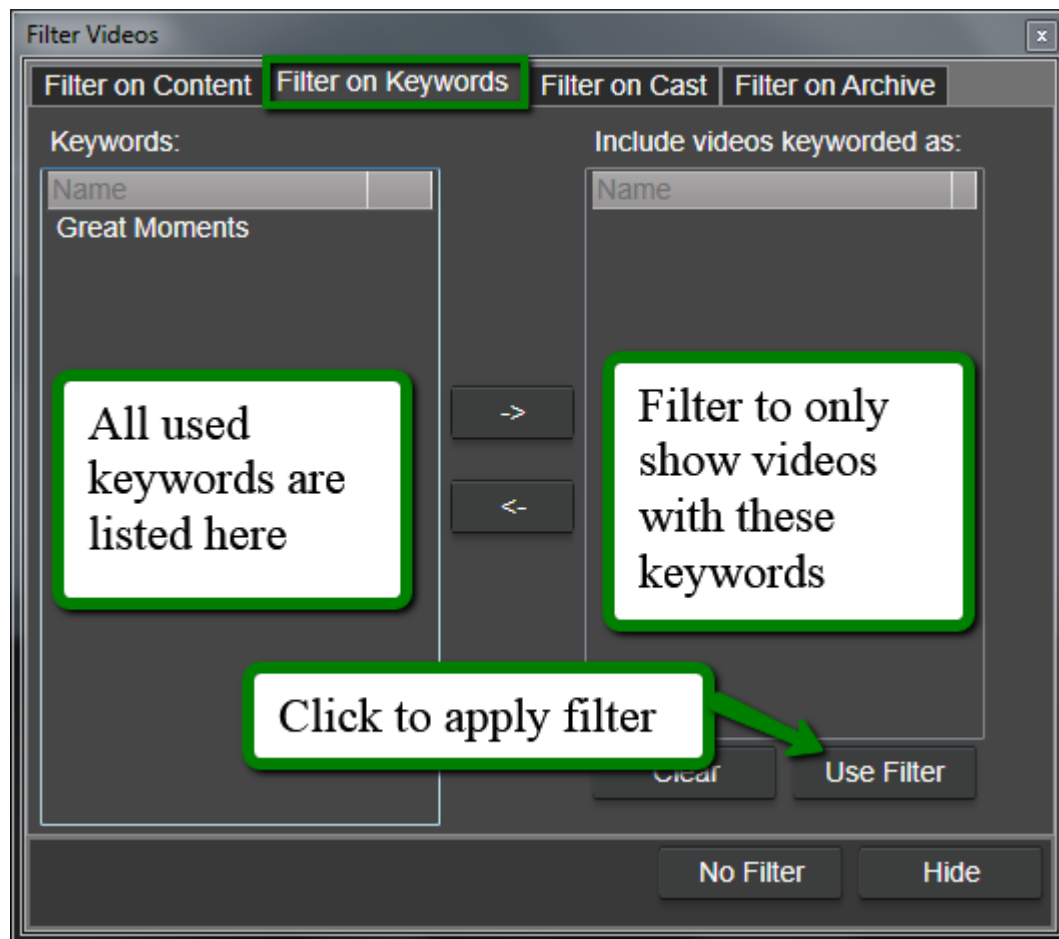 Filter Videos
x
Filter on Content Filter on Keywords Filter on Cast Filter on Archive
Keywords:
Include videos keyworded as:
Name
Name
Great Moments
All used
keywords are
listed here
->
<-
Filter to only
show videos
with these
keywords
Click to apply filter
Clear
Use Filter
No Filter
Hide